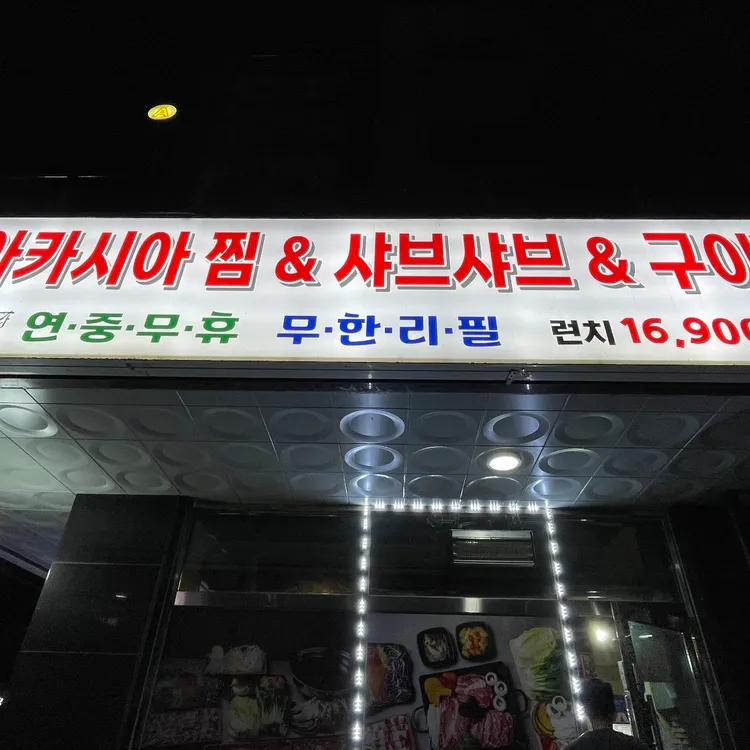 아카시아 찜 & 샤브샤브 & 구이
연·중·무·휴 무·한·리·필 런치 16,900